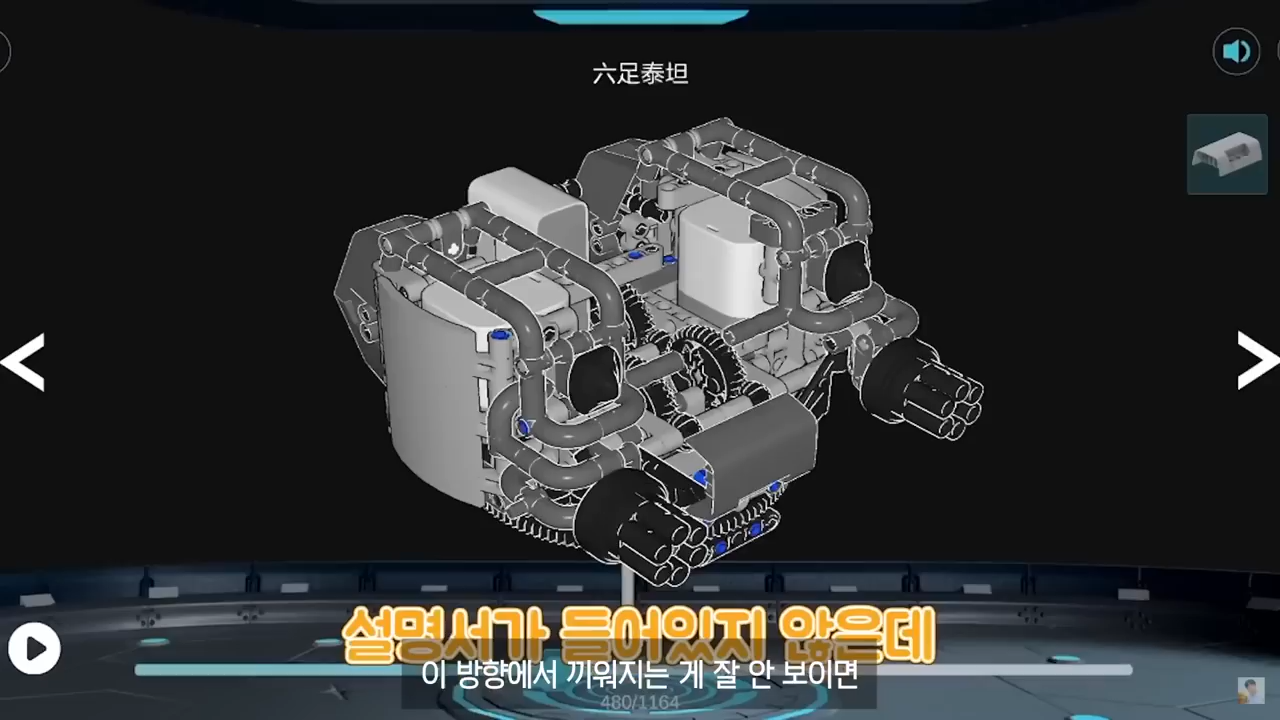 六足泰坦
설명서가 들어있지 않은데
이 방향에서 끼워지는 게 잘 안 보이면
480/1164